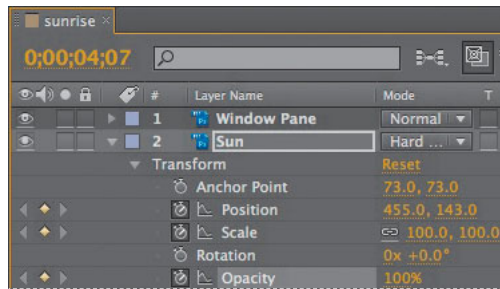 sunrise
0;00;04;07
# Layer Name Mode T
1 Window Pane Normal
2 Sun Hard ...
Transform Reset
Anchor Point 73.0, 73.0
Position 455.0, 143.0
Scale 100.0, 100.0
Rotation 0x +0.0°
Opacity 100%